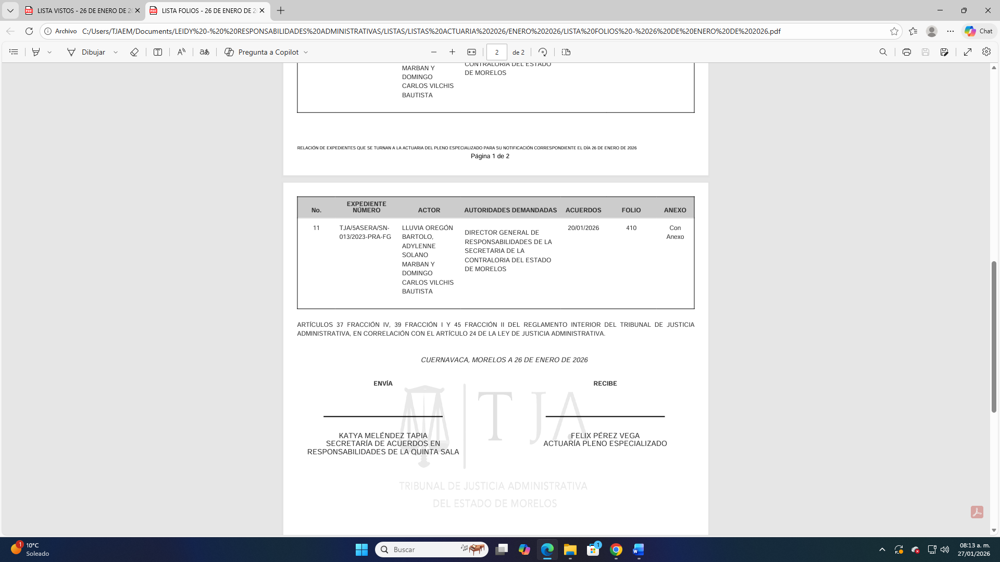 LISTA VISTOS - 26 DE ENERO DE 2
LISTA FOLIOS - 26 DE ENERO DE 2
Archivo
C:/Users/TJAEM/Documents/LEIDY%20-%20%20RESPONSABILIDADES%20ADMINISTRATIVAS/LISTAS/LISTAS%20ACTUARIA%202026/ENERO%202026/LISTA%20FOLIOS%20-%2026%20DE%20ENERO%20DE%202026.pdf
Chat
Dibujar
Pregunta a Copilot
2
de 2
MARBAN Y
DOMINGO
CARLOS VILCHIS
BAUTISTA
CONTRALORIA DEL ESTADO
DE MORELOS
RELACIÓN DE EXPEDIENTES QUE SE TURNAN A LA ACTUARIA DEL PLENO ESPECIALIZADO PARA SU NOTIFICACIÓN CORRESPONDIENTE EL DÍA 26 DE ENERO DE 2026
Página 1 de 2
No.
EXPEDIENTE
NÚMERO
ACTOR
AUTORIDADES DEMANDADAS
ACUERDOS
FOLIO
ANEXO
11
TJA/5ASERA/SN-
013/2023-PRA-FG
LLUVIA OREGÓN
BARTOLO,
ADYLENNE
SOLANO
MARBAN Y
DOMINGO
CARLOS VILCHIS
BAUTISTA
DIRECTOR GENERAL DE
RESPONSABILIDADES DE LA
SECRETARIA DE LA
CONTRALORIA DEL ESTADO
DE MORELOS
20/01/2026
410
Con
Anexo
ARTÍCULOS 37 FRACCIÓN IV, 39 FRACCIÓN I Y 45 FRACCIÓN II DEL REGLAMENTO INTERIOR DEL TRIBUNAL DE JUSTICIA
ADMINISTRATIVA, EN CORRELACIÓN CON EL ARTÍCULO 24 DE LA LEY DE JUSTICIA ADMINISTRATIVA.
CUERNAVACA, MORELOS A 26 DE ENERO DE 2026
ENVÍA
RECIBE
TJA
KATYA MELÉNDEZ TAPIA
SECRETARÍA DE ACUERDOS EN
RESPONSABILIDADES DE LA QUINTA SALA
FELIX PÉREZ VEGA
ACTUARÍA PLENO ESPECIALIZADO
TRIBUNAL DE JUSTICIA ADMINISTRATIVA
DEL ESTADO DE MORELOS
1
10°C
Soleado
Buscar
1
08:13 a. m.
27/01/2026